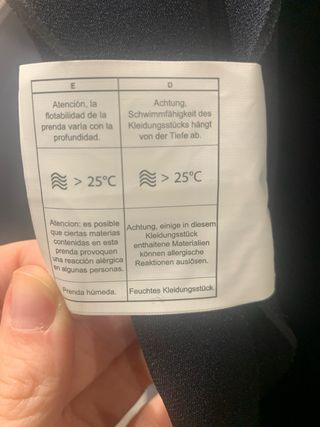 E
D
Atención, la
flotabilidad de la
prenda varía con la
profundidad.
Achtung,
Schwimmfähigkeit des
Kleidungsstücks hängt
von der Tiefe ab.
> 25°C
> 25°C
Atencion: es posible
que ciertas materias
contenidas en esta
prenda provoquen
una reacción alérgica
en algunas personas.
Achtung, einige in diesem
Kleidungsstück
enthaltene Materialien
können allergische
Reaktionen auslösen.
Prenda húmeda.
Feuchtes Kleidungsstück.